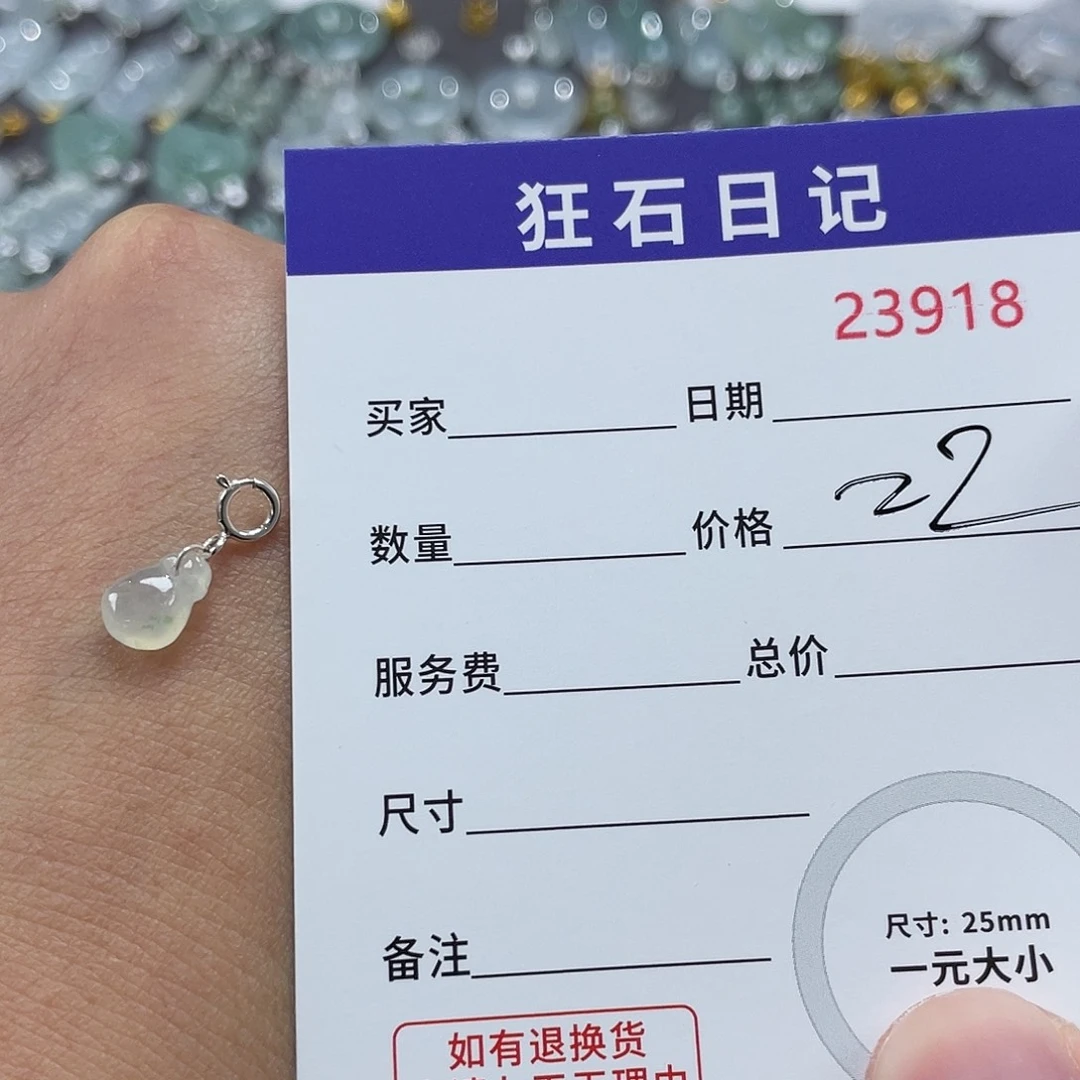 狂石日记
23918
买家 日期
数量 价格
服务费 总价
尺寸
备注
尺寸: 25mm
一元大小
如有退换货